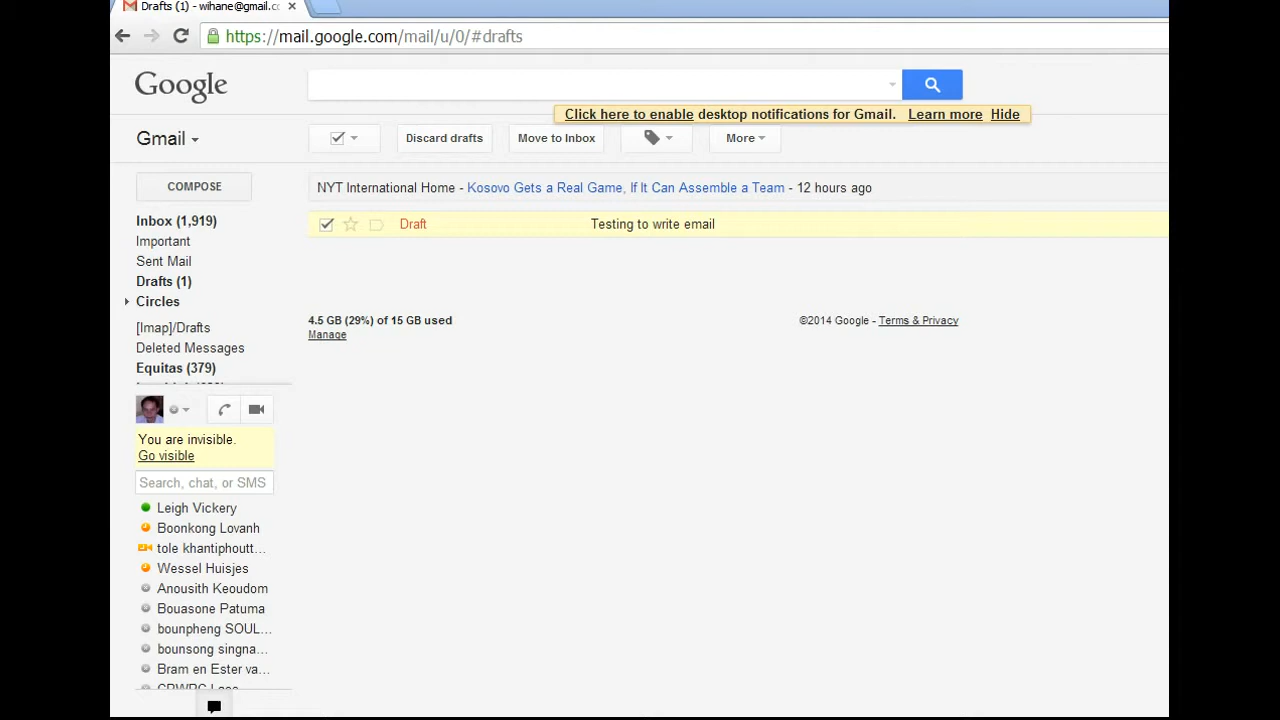 Drafts (1) - wihane@gmail.cc
https://mail.google.com/mail/u/0/#drafts
Google
Click here to enable desktop notifications for Gmail. Learn more Hide
Gmail
Discard drafts
Move to Inbox
More
COMPOSE
NYT International Home - Kosovo Gets a Real Game, If It Can Assemble a Team - 12 hours ago
Inbox (1,919)
Draft
Testing to write email
Important
Sent Mail
Drafts (1)
Circles
[Imap]/Drafts
Deleted Messages
Equitas (379)
4.5 GB (29%) of 15 GB used
Manage
©2014 Google - Terms & Privacy
You are invisible.
Go visible
Search, chat, or SMS
Leigh Vickery
Boonkong Lovanh
tole khantiphoutt...
Wessel Huisjes
Anousith Keoudom
Bouasone Patuma
bounpheng SOUL...
bounsong singna...
Bram en Ester va...